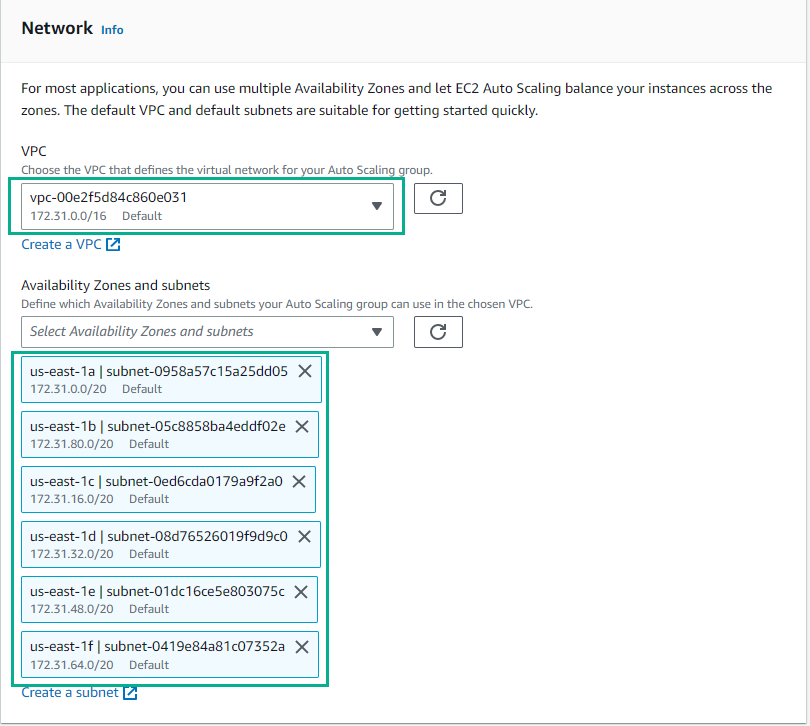 Network Info
For most applications, you can use multiple Availability Zones and let EC2 Auto Scaling balance your instances across the
zones. The default VPC and default subnets are suitable for getting started quickly.
VPC
Choose the VPC that defines the virtual network for your Auto Scaling group.
vpc-00e2f5d84c860e031
172.31.0.0/16 Default
Create a VPC
Availability Zones and subnets
Define which Availability Zones and subnets your Auto Scaling group can use in the chosen VPC.
Select Availability Zones and subnets
us-east-1a | subnet-0958a57c15a25dd05
172.31.0.0/20 Default
us-east-1b | subnet-05c8858ba4eddf02e
172.31.80.0/20 Default
us-east-1c | subnet-0ed6cda0179a9f2a0
172.31.16.0/20 Default
us-east-1d | subnet-08d76526019f9d9c0
172.31.32.0/20 Default
us-east-1e | subnet-01dc16ce5e803075c
172.31.48.0/20 Default
us-east-1f | subnet-0419e84a81c07352a
172.31.64.0/20 Default
Create a subnet